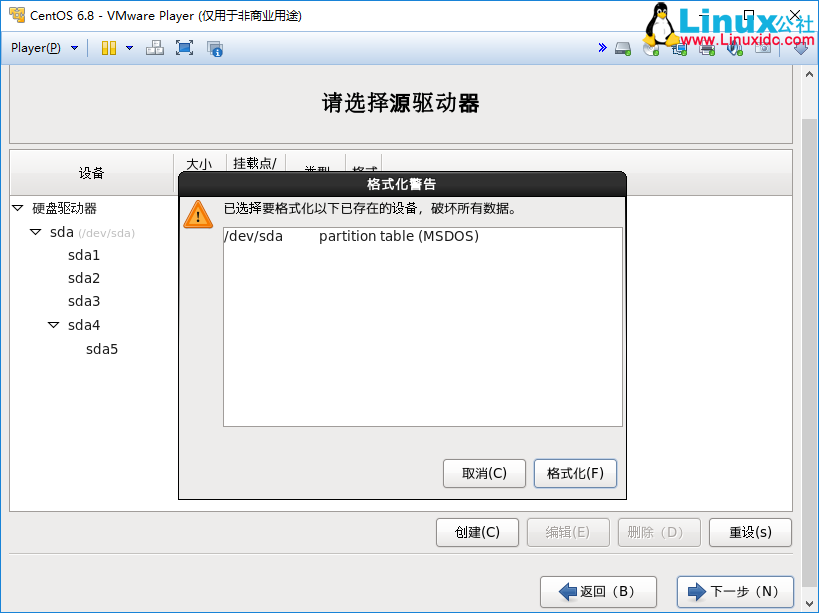 CentOS 6.8 - VMware Player (仅用于非商业用途)
Linux公社
www.Linuxidc.com
Player(P)
请选择源驱动器
设备
大小
挂载点/
类型
格式
格式化警告
已选择要格式化以下已存在的设备，破坏所有数据。
/dev/sda partition table (MSDOS)
硬盘驱动器
sda (/dev/sda)
sda1
sda2
sda3
sda4
sda5
取消(C)
格式化(F)
创建(C)
编辑(E)
删除（D）
重设(s)
返回（B）
下一步（N）